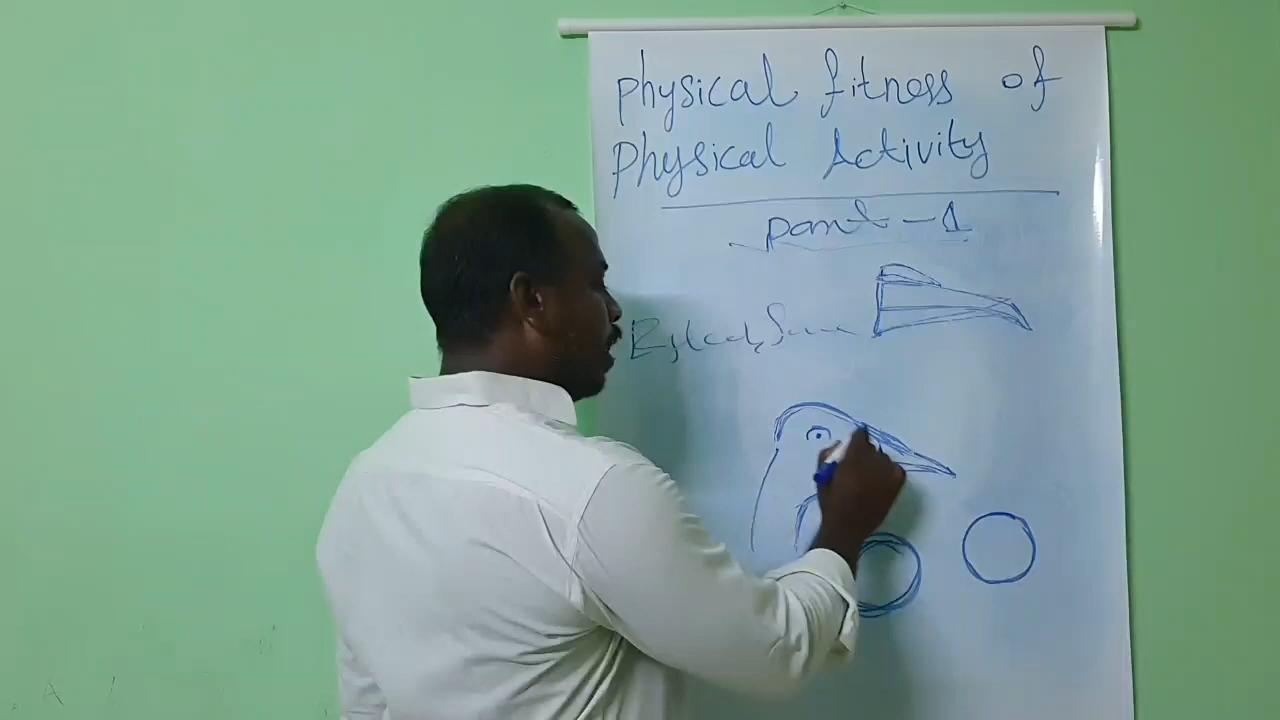 Physical fitness of
Physical Activity
Part - 1